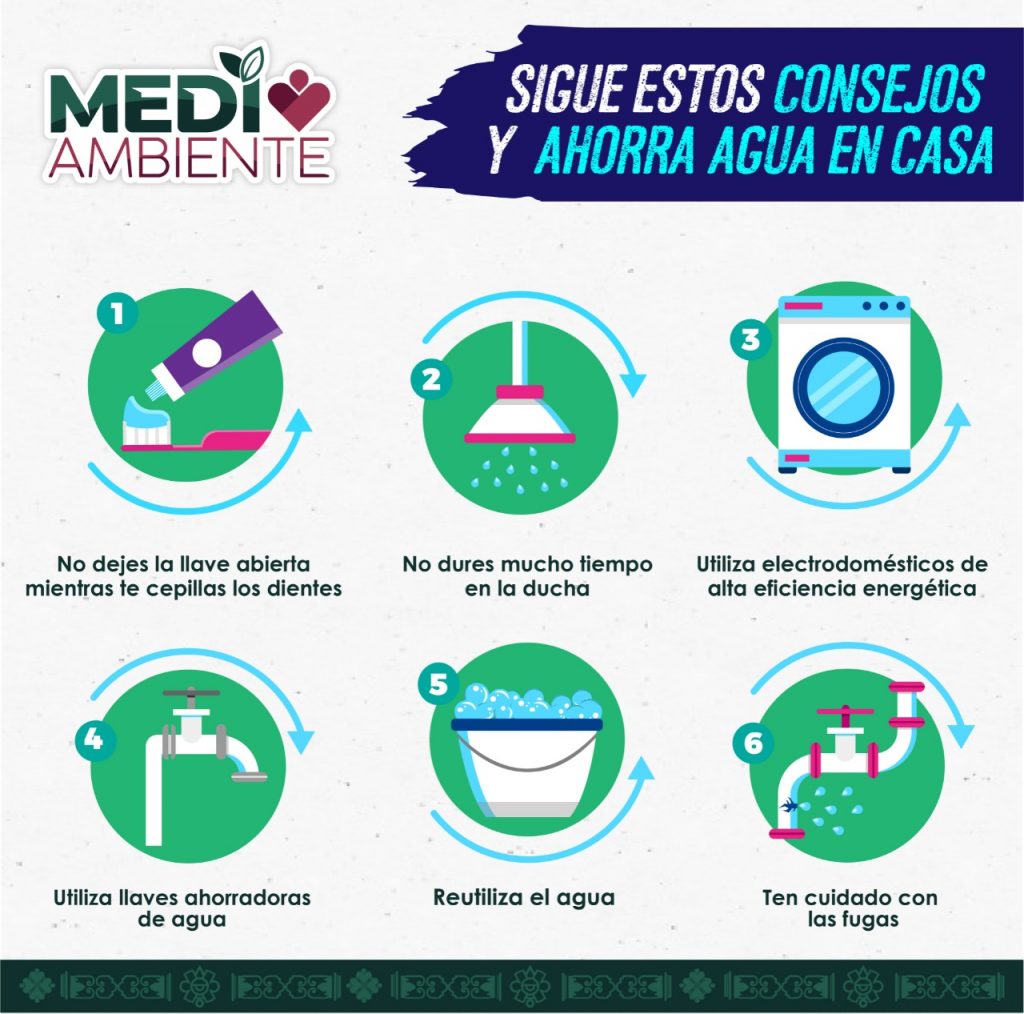 MEDIO
AMBIENTE
SIGUE ESTOS CONSEJOS
Y AHORRA AGUA EN CASA
1
No dejes la llave abierta
mientras te cepillas los dientes
2
No dures mucho tiempo
en la ducha
3
Utiliza electrodomésticos de
alta eficiencia energética
4
Utiliza llaves ahorradoras
de agua
5
Reutiliza el agua
6
Ten cuidado con
las fugas